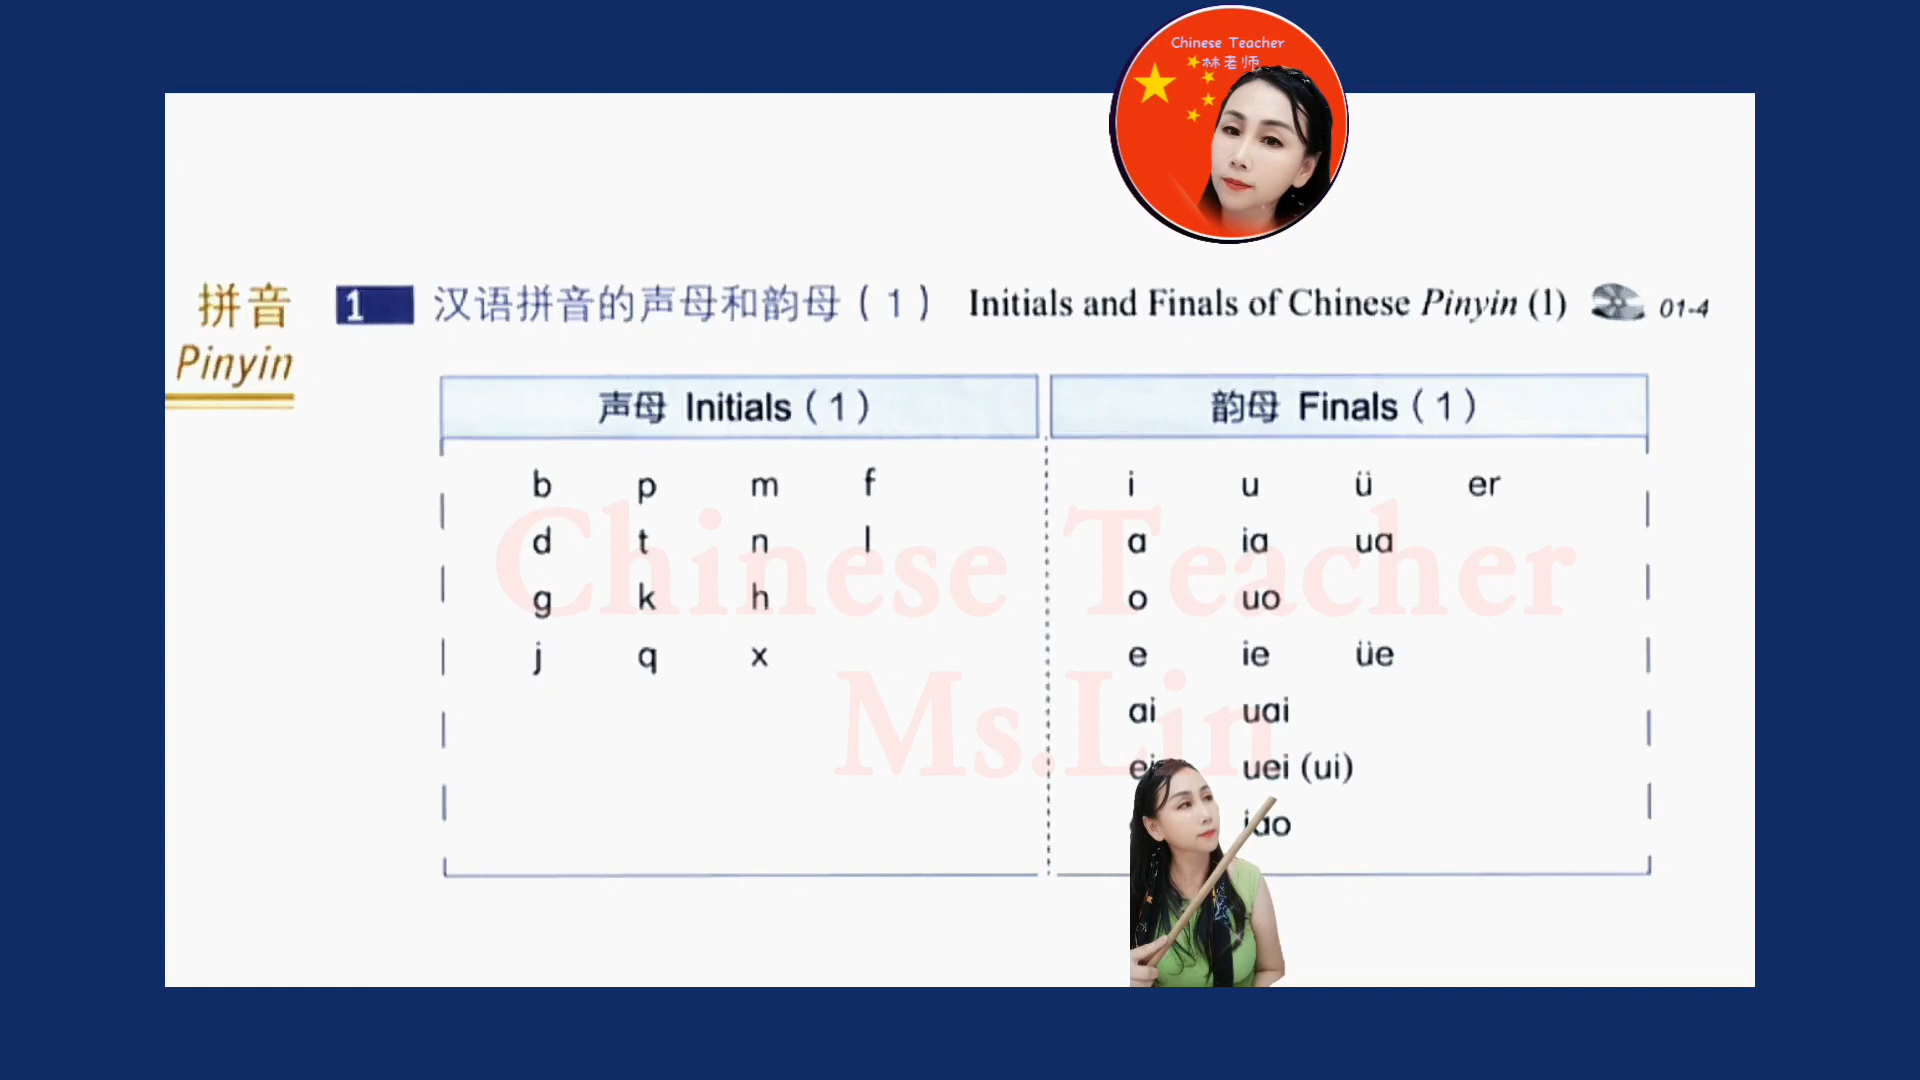 Chinese Teacher
林老师
拼音
Pinyin
1 汉语拼音的声母和韵母（1） Initials and Finals of Chinese Pinyin (1) 01-4
声母 Initials（1）
b p m f
d t n l
g k h
j q x
韵母 Finals（1）
i u ü er
a ia ua
o uo
e ie üe
ai uai
ei uei (ui)
iao
Chinese Teacher
Ms.Lin